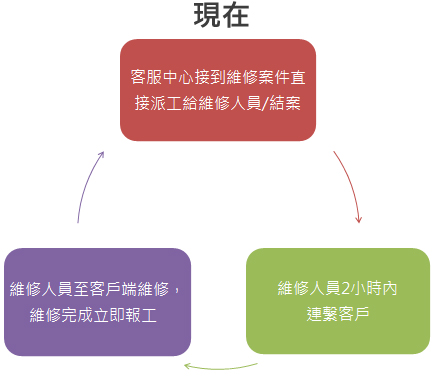 現在
客服中心接到維修案件直
接派工給維修人員/結案
維修人員2小時內
連繫客戶
維修人員至客戶端維修，
維修完成立即報工